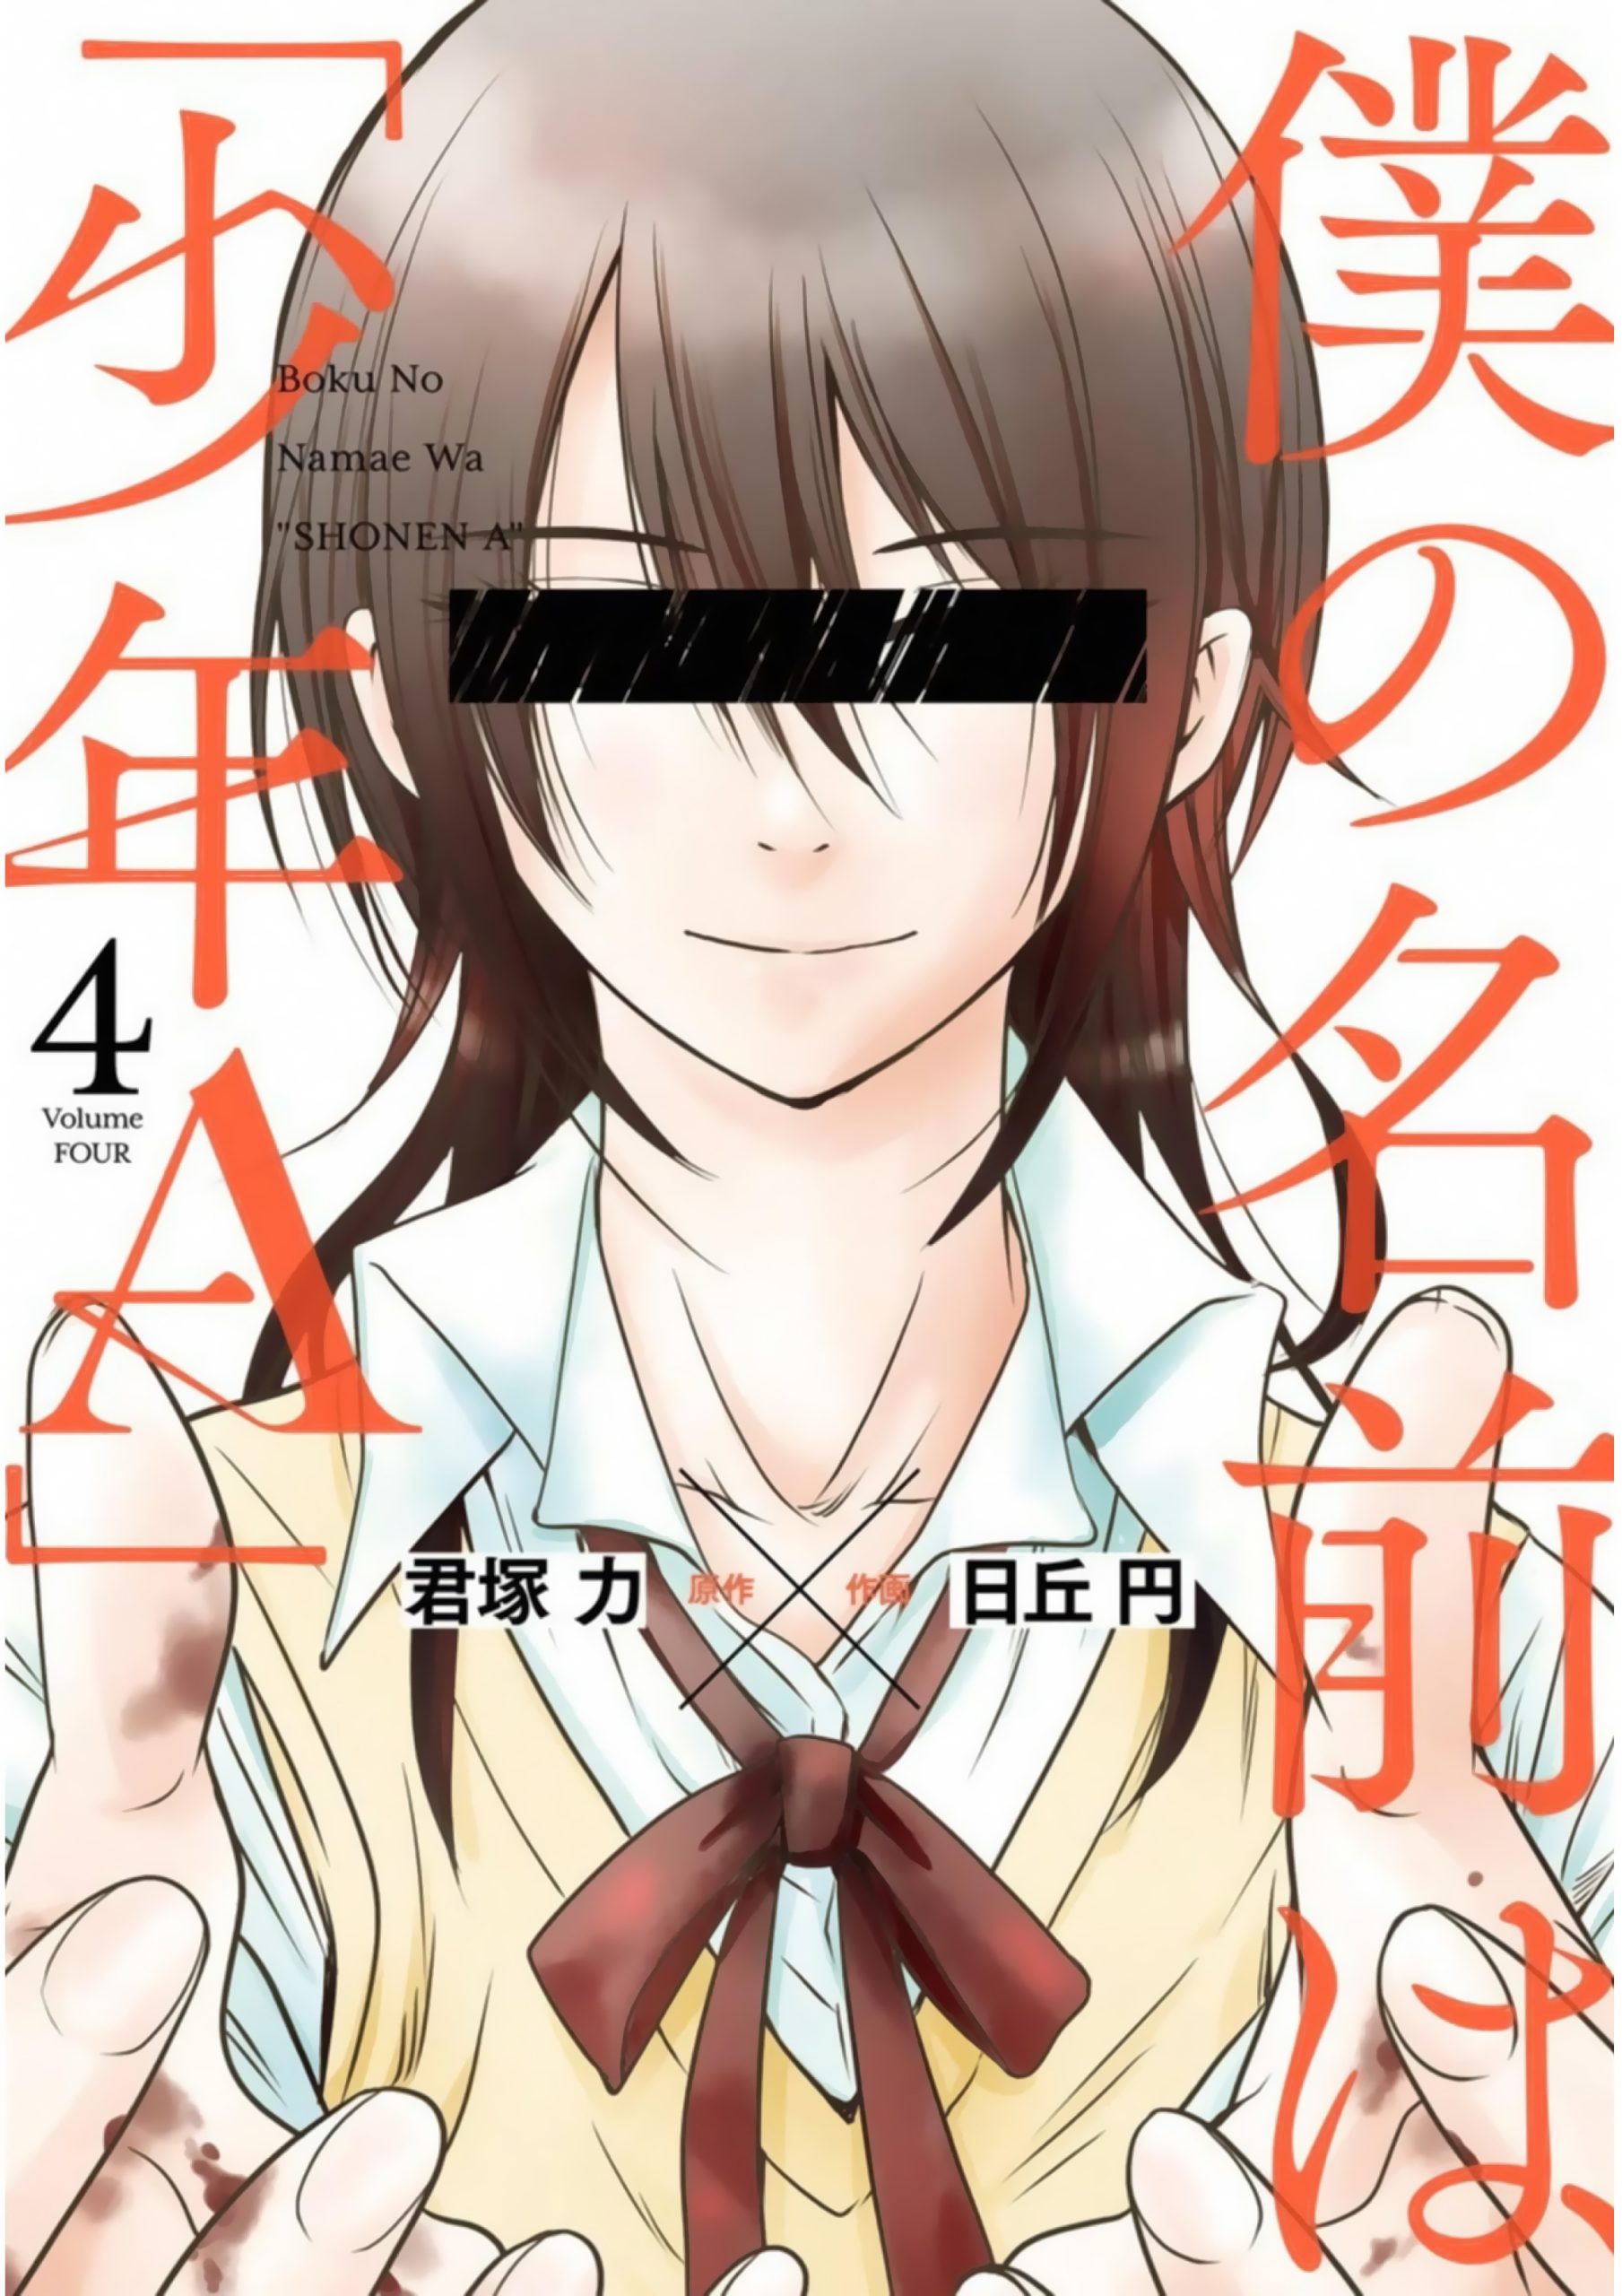 僕の名前は
「少年A」
Boku No
Namae Wa
"SHONEN A"
4
Volume
FOUR
君塚 力 原作 作画 日丘 円